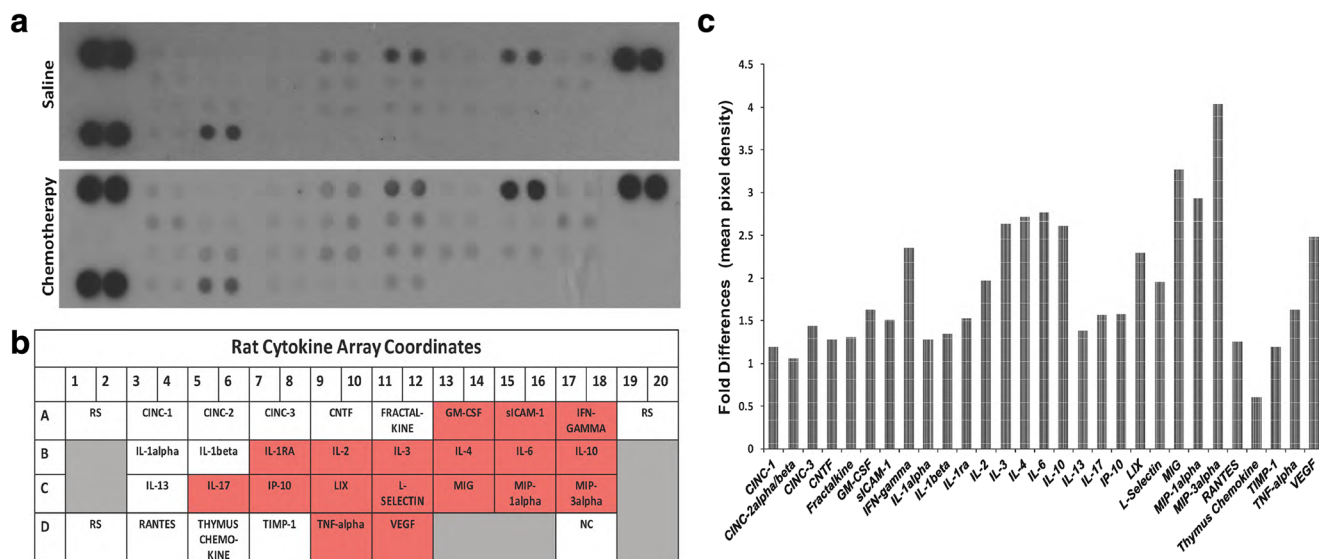 a
Saline
Chemotherapy
b
Rat Cytokine Array Coordinates
1 2 3 4 5 6 7 8 9 10 11 12 13 14 15 16 17 18 19 20
A RS CINC-1 CINC-2 CINC-3 CNTF FRACTAL-KINE GM-CSF sICAM-1 IFN-GAMMA RS
B IL-1alpha IL-1beta IL-1RA IL-2 IL-3 IL-4 IL-6 IL-10
C IL-13 IL-17 IP-10 LIX L-SELECTIN MIG MIP-1alpha MIP-3alpha
D RS RANTES THYMUS CHEMO-KINE TIMP-1 TNF-alpha VEGF NC
c
Fold Differences (mean pixel density)
4.5
4
3.5
3
2.5
2
1.5
1
0.5
0
CINC-1
CINC-2alpha/beta
CINC-3
CNTF
Fractalkine
GM-CSF
sICAM-1
IFN-gamma
IL-1alpha
IL-1beta
IL-1ra
IL-2
IL-3
IL-4
IL-6
IL-10
IL-13
IL-17
IP-10
LIX
L-Selectin
MIG
MIP-1alpha
MIP-3alpha
RANTES
Thymus Chemokine
TIMP-1
TNF-alpha
VEGF